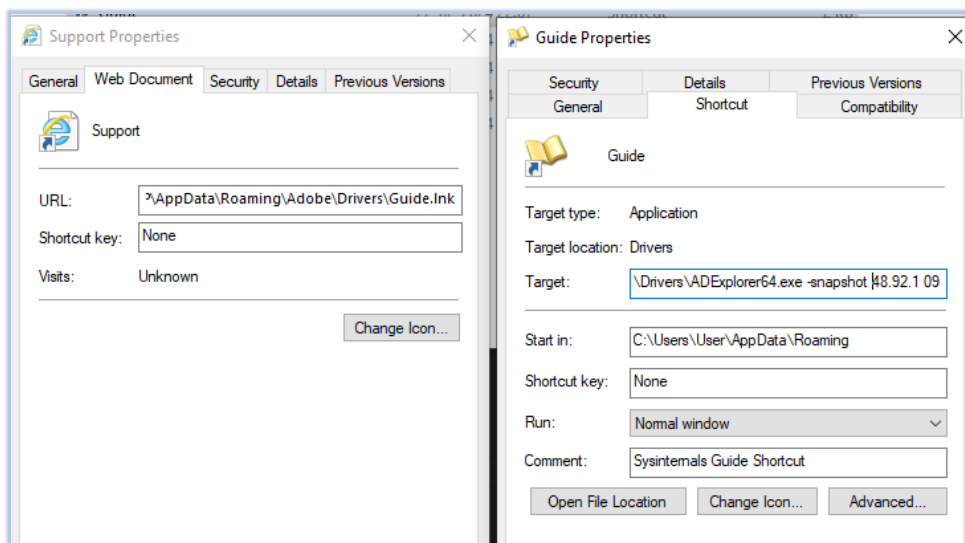 Support Properties
General Web Document Security Details Previous Versions
Support
URL: \AppData\Roaming\Adobe\Drivers\Guide.lnk
Shortcut key: None
Visits: Unknown
Change Icon...
Guide Properties
Security Details Previous Versions
General Shortcut Compatibility
Guide
Target type: Application
Target location: Drivers
Target: \Drivers\ADExplorer64.exe -snapshot 48.92.1 09
Start in: C:\Users\User\AppData\Roaming
Shortcut key: None
Run: Normal window
Comment: Sysinternals Guide Shortcut
Open File Location Change Icon... Advanced...